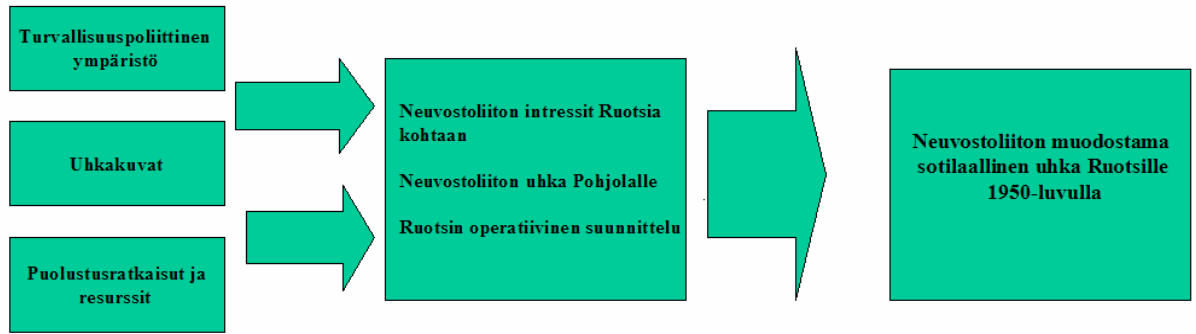 Turvallisuuspoliittinen
ympäristö
Uhkakuvat
Puolustusratkaisut ja
resurssit
Neuvostoliiton intressit Ruotsia
kohtaan
Neuvostoliiton uhka Pohjolalle
Ruotsin operatiivinen suunnittelu
Neuvostoliiton muodostama
sotilaallinen uhka Ruotsille
1950-luvulla